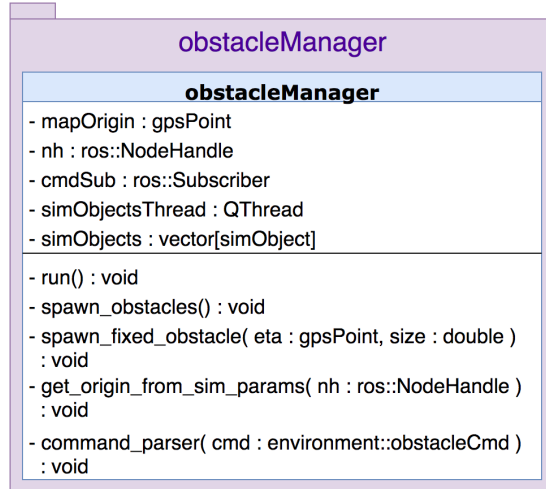 obstacleManager
obstacleManager
- mapOrigin : gpsPoint
- nh : ros::NodeHandle
- cmdSub : ros::Subscriber
- simObjectsThread : QThread
- simObjects : vector[simObject]
- run() : void
- spawn_obstacles() : void
- spawn_fixed_obstacle( eta : gpsPoint, size : double )
: void
- get_origin_from_sim_params( nh : ros::NodeHandle )
: void
- command_parser( cmd : environment::obstacleCmd )
: void